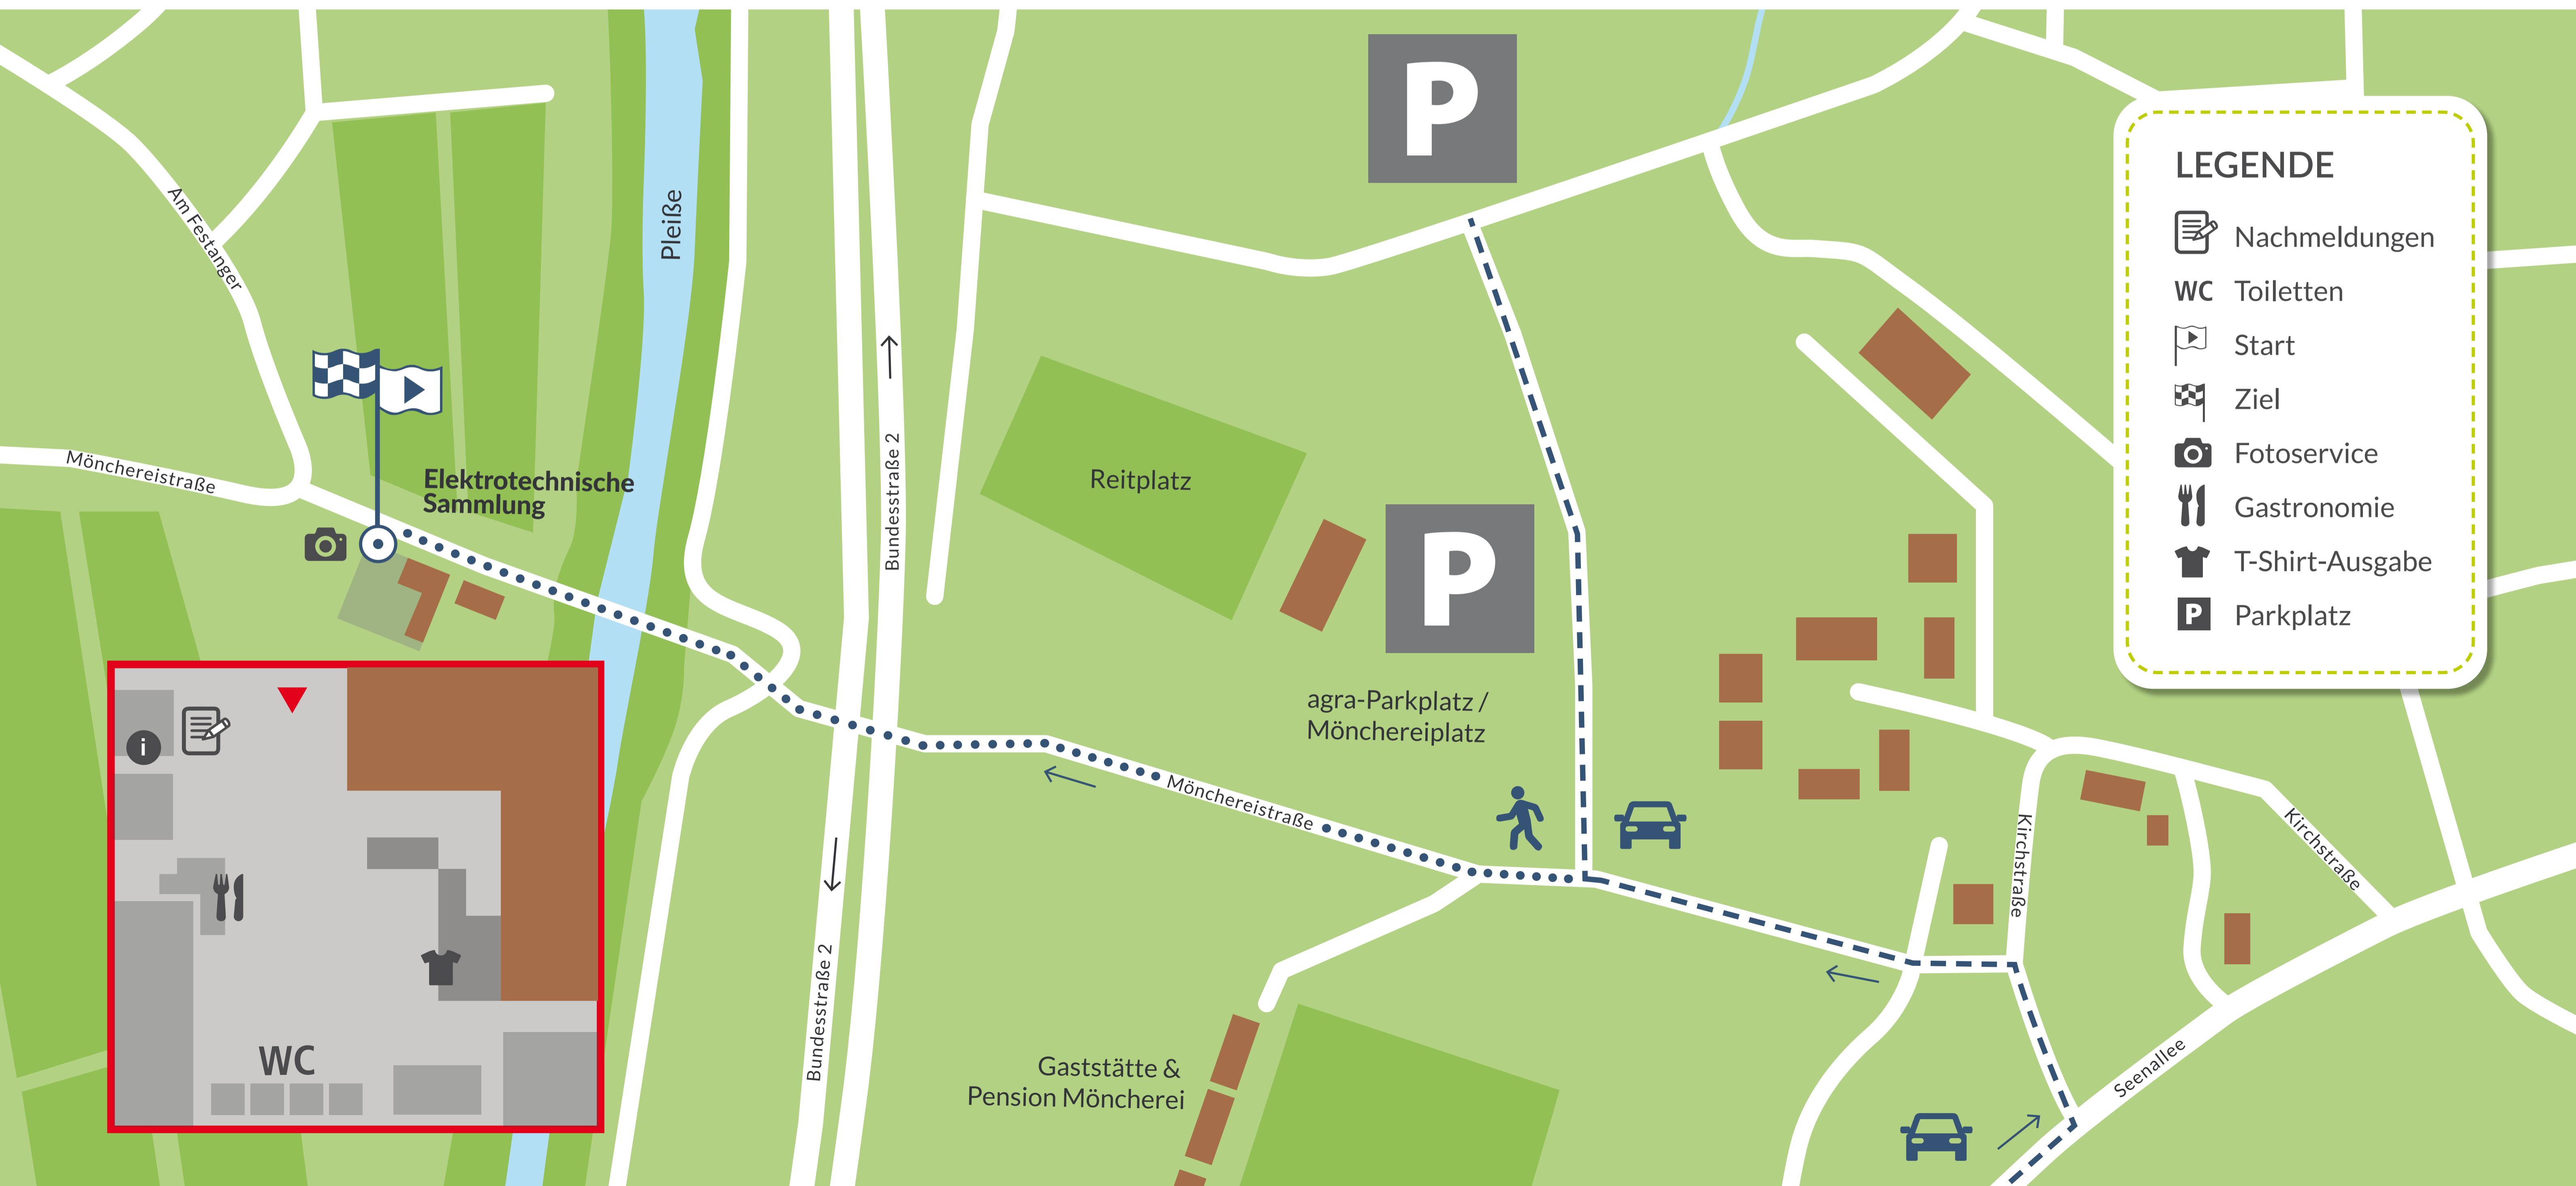 P
Am Festanger
Pleiße
Mönchereistraße
Elektrotechnische
Sammlung
Bundesstraße 2
Reitplatz
P
agra-Parkplatz /
Mönchereiplatz
Mönchereistraße
Bundesstraße 2
Gaststätte &
Pension Möncherei
Kirchstraße
Kirchstraße
Seenallee
i
WC
LEGENDE
Nachmeldungen
WC Toiletten
Start
Ziel
Fotoservice
Gastronomie
T-Shirt-Ausgabe
P Parkplatz